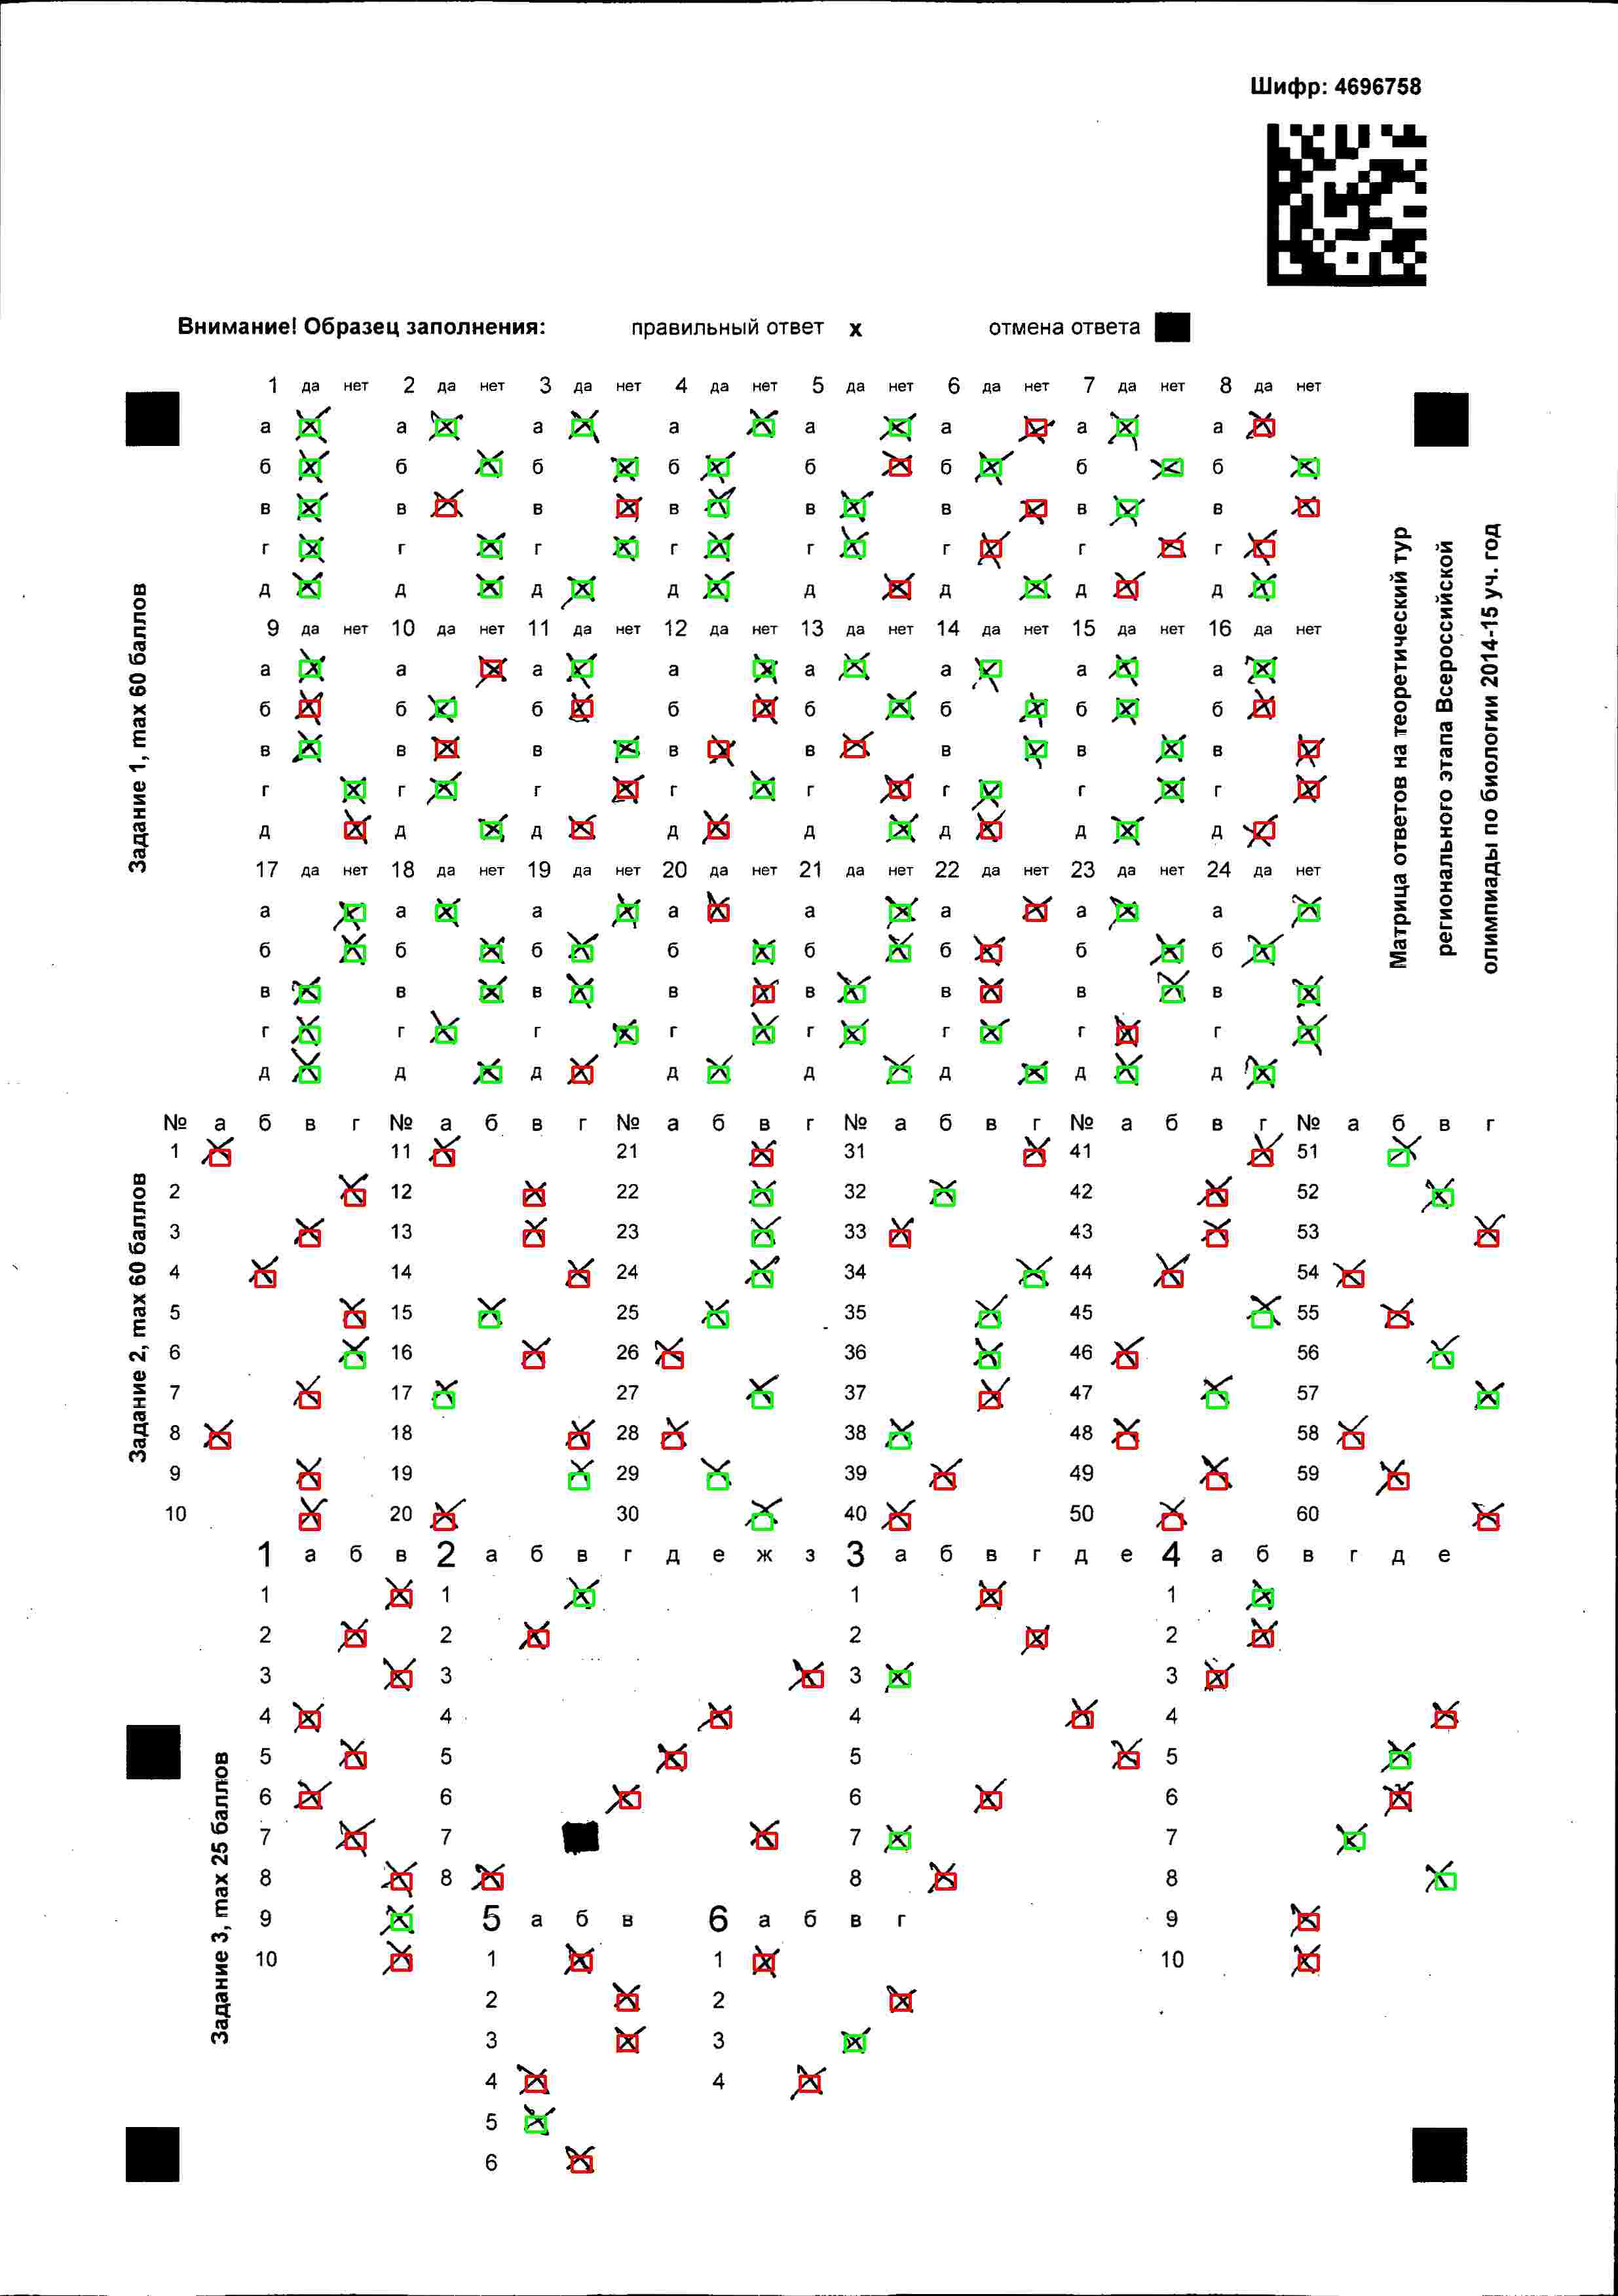 Шифр: 4696758
Внимание! Образец заполнения: правильный ответ х отмена ответа
1 да нет 2 да нет 3 да нет 4 да нет 5 да нет 6 да нет 7 да нет 8 да нет
а а а а а а а а
б б б б б б б б
в в в в в в в в
г г г г г г г г
д д д д д д д д
9 да нет 10 да нет 11 да нет 12 да нет 13 да нет 14 да нет 15 да нет 16 да нет
а а а а а а а а
б б б б б б б б
в в в в в в в в
г г г г г г г г
д д д д д д д д
17 да нет 18 да нет 19 да нет 20 да нет 21 да нет 22 да нет 23 да нет 24 да нет
а а а а а а а а
б б б б б б б б
в в в в в в в в
г г г г г г г г
д д д д д д д д
Задание 1, max 60 баллов
Матрица ответов на теоретический тур
регионального этапа Всероссийской
олимпиады по биологии 2014-15 уч. год
№ а б в г № а б в г № а б в г № а б в г № а б в г № а б в г
1 11 21 31 41 51
2 12 22 32 42 52
3 13 23 33 43 53
4 14 24 34 44 54
5 15 25 35 45 55
6 16 26 36 46 56
7 17 27 37 47 57
8 18 28 38 48 58
9 19 29 39 49 59
10 20 30 40 50 60
Задание 2, max 60 баллов
1 а б в 2 а б в г д е ж з 3 а б в г д е 4 а б в г д е
1 1 1 1
2 2 2 2
3 3 3 3
4 4 4 4
5 5 5 5
6 6 6 6
7 7 7 7
8 8 8 8
9 5 а б в 6 а б в г 9
10 1 1 10
2 2
3 3
4 4
5
6
Задание 3, max 25 баллов